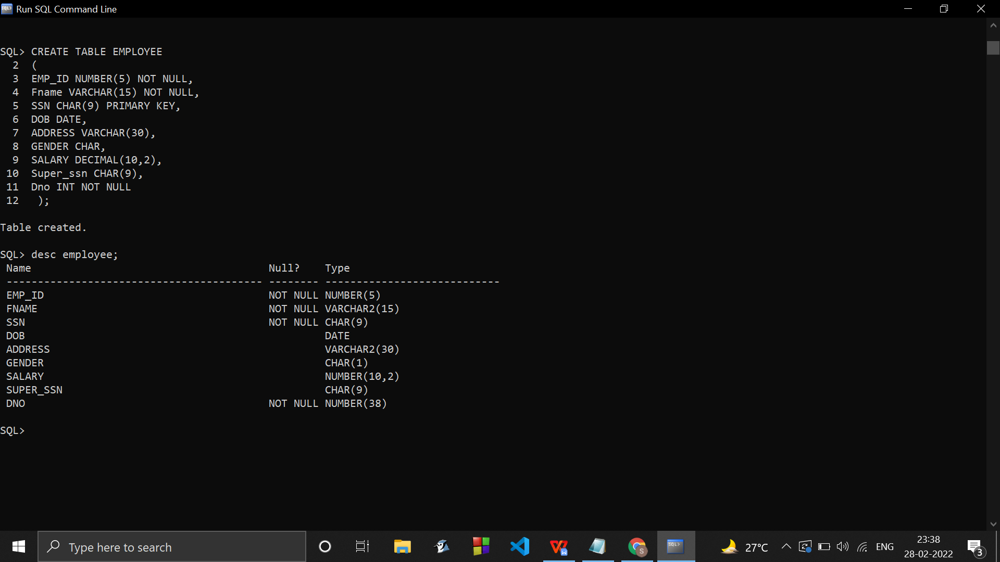 Run SQL Command Line
SQL> CREATE TABLE EMPLOYEE
2 (
3 EMP_ID NUMBER(5) NOT NULL,
4 Fname VARCHAR(15) NOT NULL,
5 SSN CHAR(9) PRIMARY KEY,
6 DOB DATE,
7 ADDRESS VARCHAR(30),
8 GENDER CHAR,
9 SALARY DECIMAL(10,2),
10 Super_ssn CHAR(9),
11 Dno INT NOT NULL
12 );
Table created.
SQL> desc employee;
Name Null? Type
----------------------------------------- -------- ----------------------------
EMP_ID NOT NULL NUMBER(5)
FNAME NOT NULL VARCHAR2(15)
SSN NOT NULL CHAR(9)
DOB DATE
ADDRESS VARCHAR2(30)
GENDER CHAR(1)
SALARY NUMBER(10,2)
SUPER_SSN CHAR(9)
DNO NOT NULL NUMBER(38)
SQL>
Type here to search
27°C ENG 23:38
28-02-2022 3